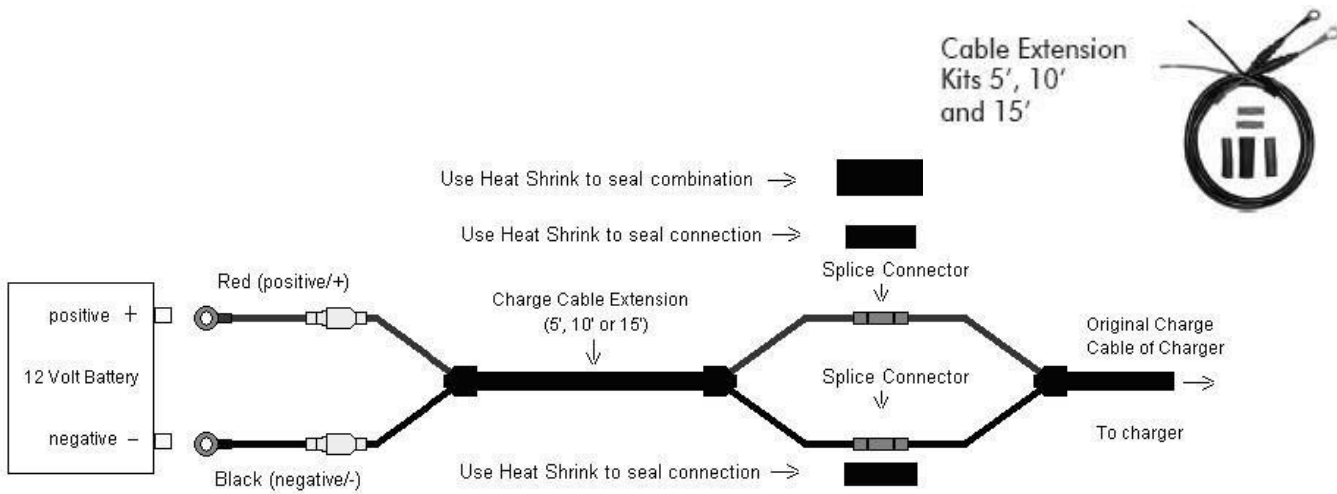 Cable Extension
Kits 5', 10'
and 15'
Use Heat Shrink to seal combination
Use Heat Shrink to seal connection
Splice Connector
Red (positive/+)
Charge Cable Extension
(5', 10' or 15')
positive +
Original Charge
Cable of Charger
12 Volt Battery
Splice Connector
negative –
To charger
Black (negative/-)
Use Heat Shrink to seal connection